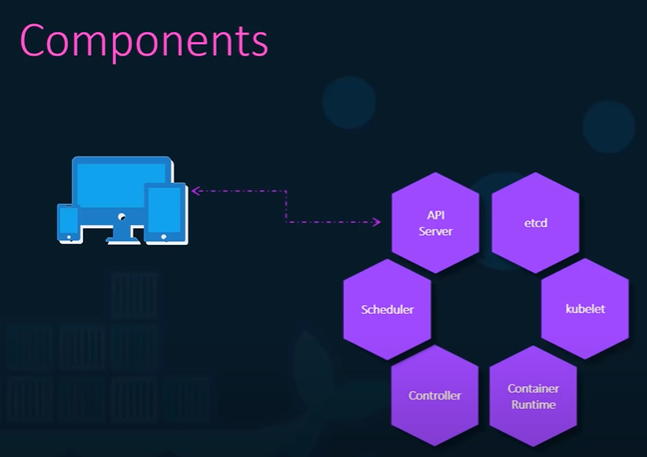 Components
API
Server
etcd
Scheduler
kubelet
Controller
Container
Runtime